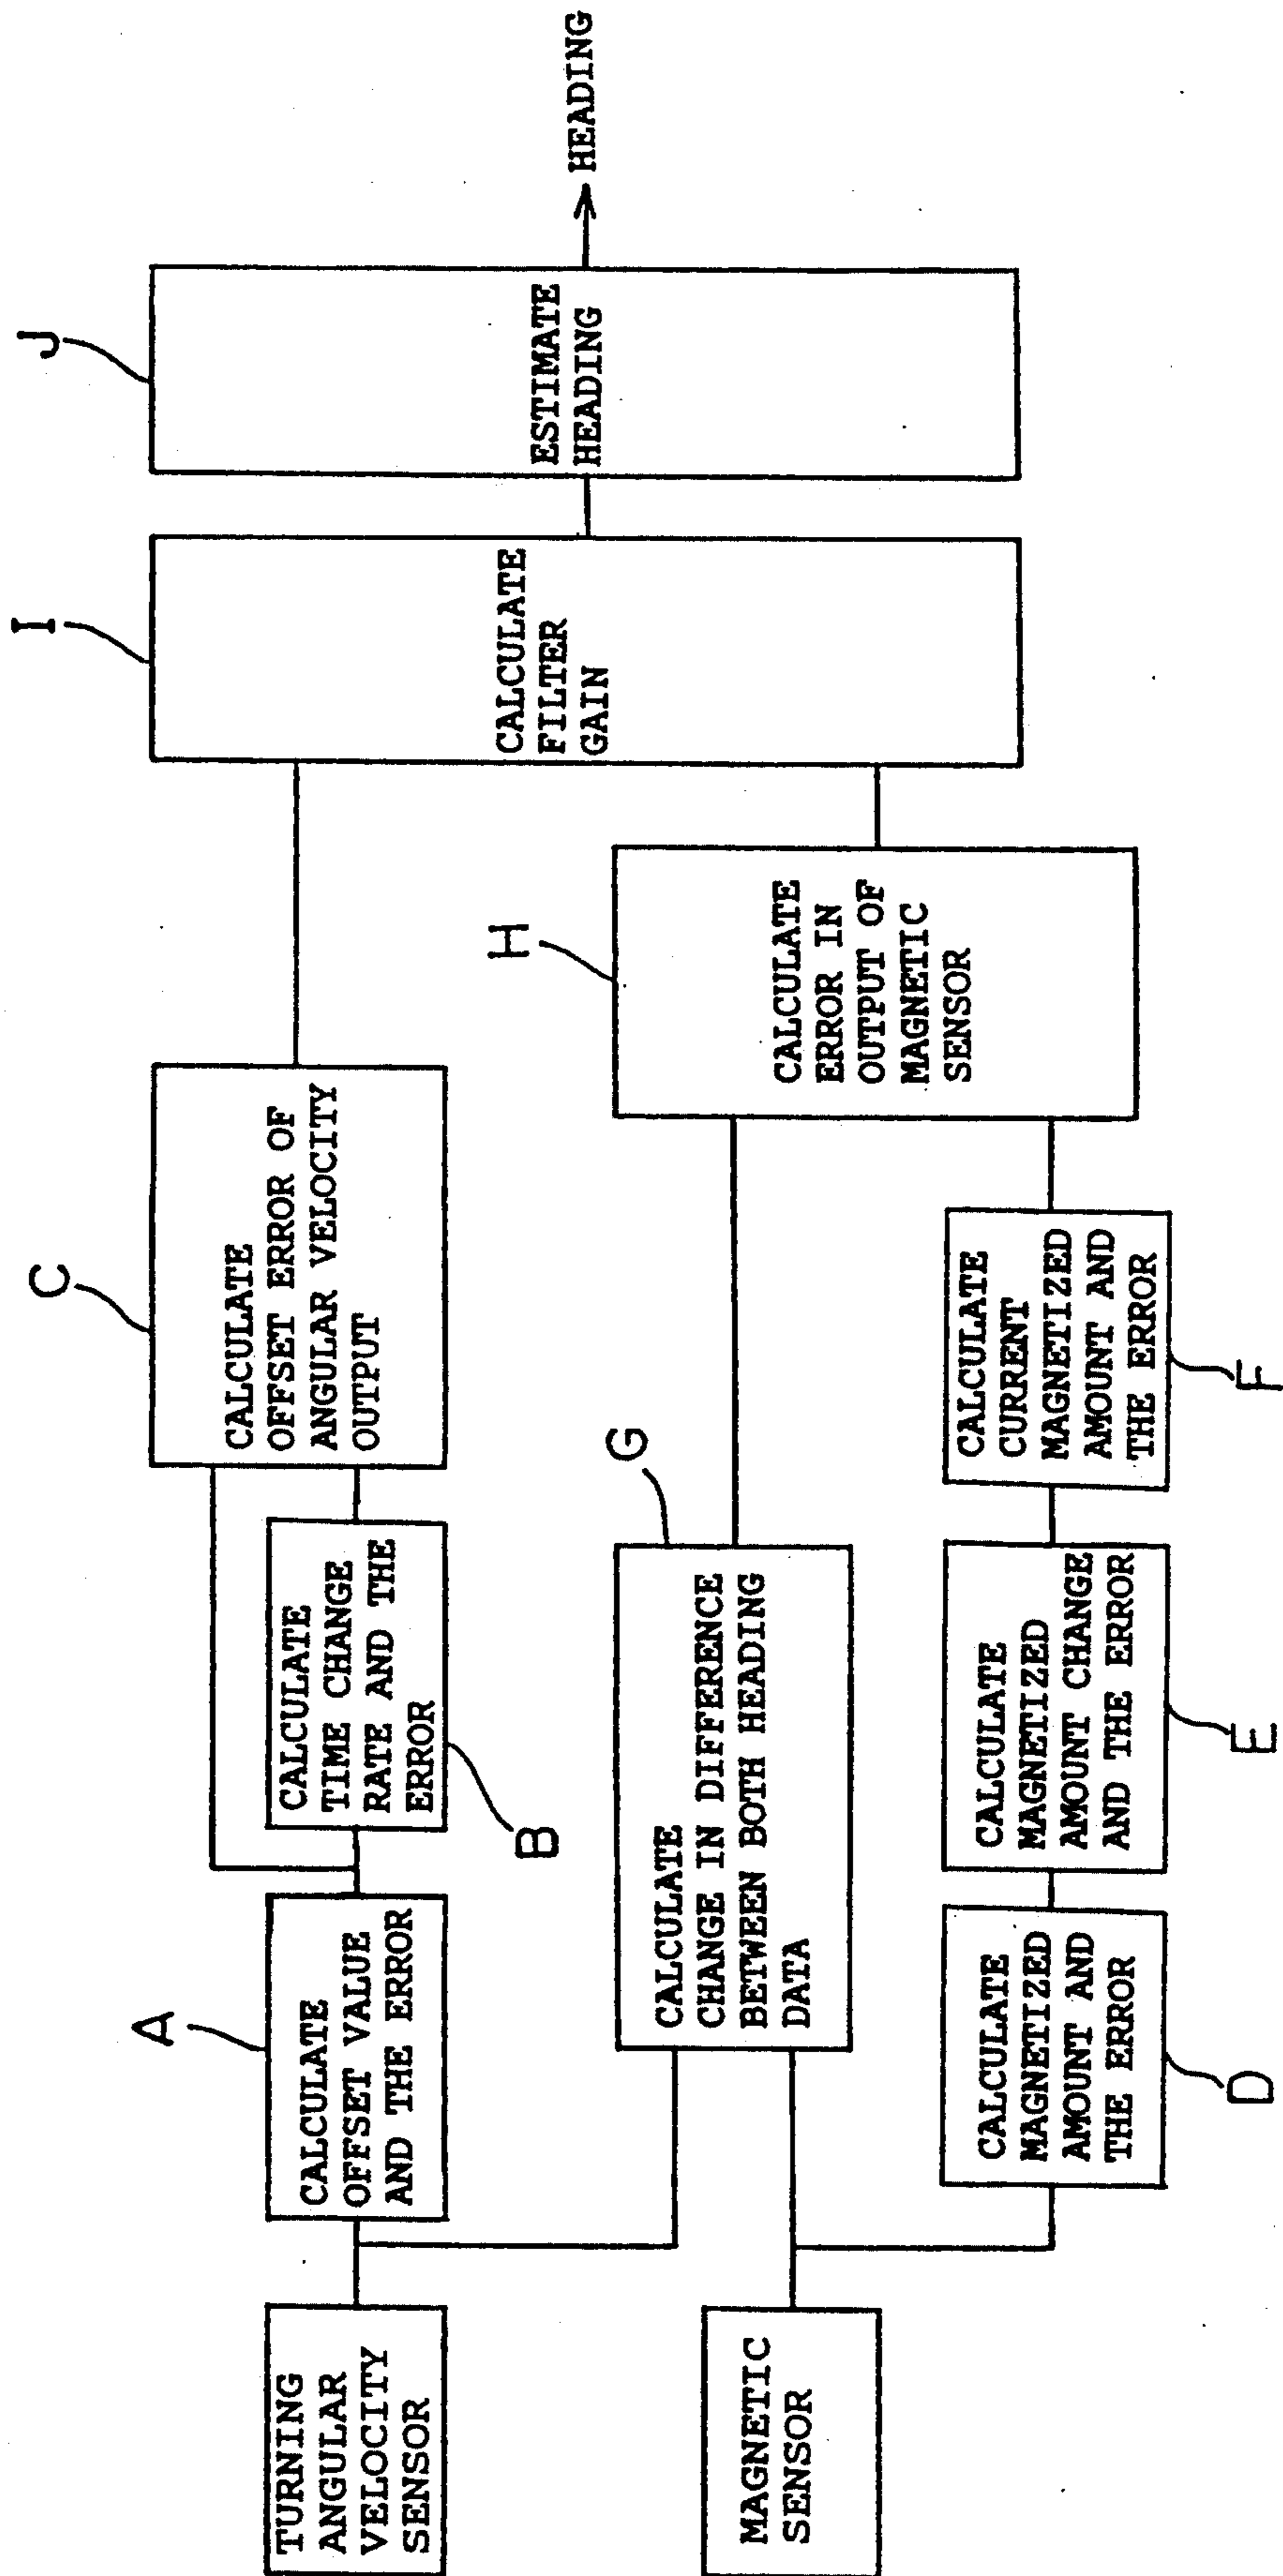 TURNING
ANGULAR
VELOCITY
SENSOR
A
CALCULATE
OFFSET VALUE
AND THE ERROR
B
CALCULATE
TIME CHANGE
RATE AND THE
ERROR
C
CALCULATE
OFFSET ERROR OF
ANGULAR VELOCITY
OUTPUT
MAGNETIC
SENSOR
G
CALCULATE
CHANGE IN DIFFERENCE
BETWEEN BOTH HEADING
DATA
D
CALCULATE
MAGNETIZED
AMOUNT AND
THE ERROR
E
CALCULATE
MAGNETIZED
AMOUNT CHANGE
AND THE ERROR
F
CALCULATE
CURRENT
MAGNETIZED
AMOUNT AND
THE ERROR
H
CALCULATE
ERROR IN
OUTPUT OF
MAGNETIC
SENSOR
I
CALCULATE
FILTER
GAIN
J
ESTIMATE
HEADING
HEADING